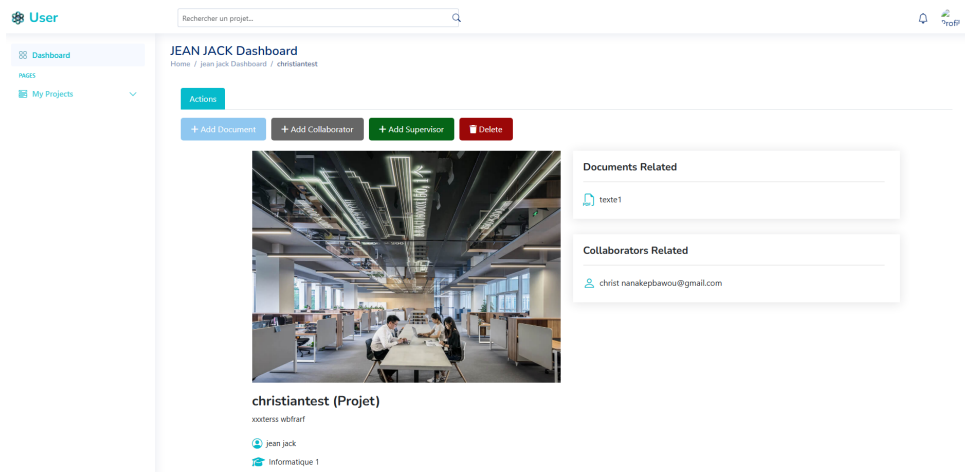 User
Rechercher un projet...
Dashboard
PAGES
My Projects
JEAN JACK Dashboard
Home / jean jack Dashboard / christiantest
Actions
+ Add Document
+ Add Collaborator
+ Add Supervisor
Delete
Documents Related
texte1
Collaborators Related
christ nanakepbawou@gmail.com
christiantest (Projet)
xxxterss wbfrarf
jean jack
Informatique 1